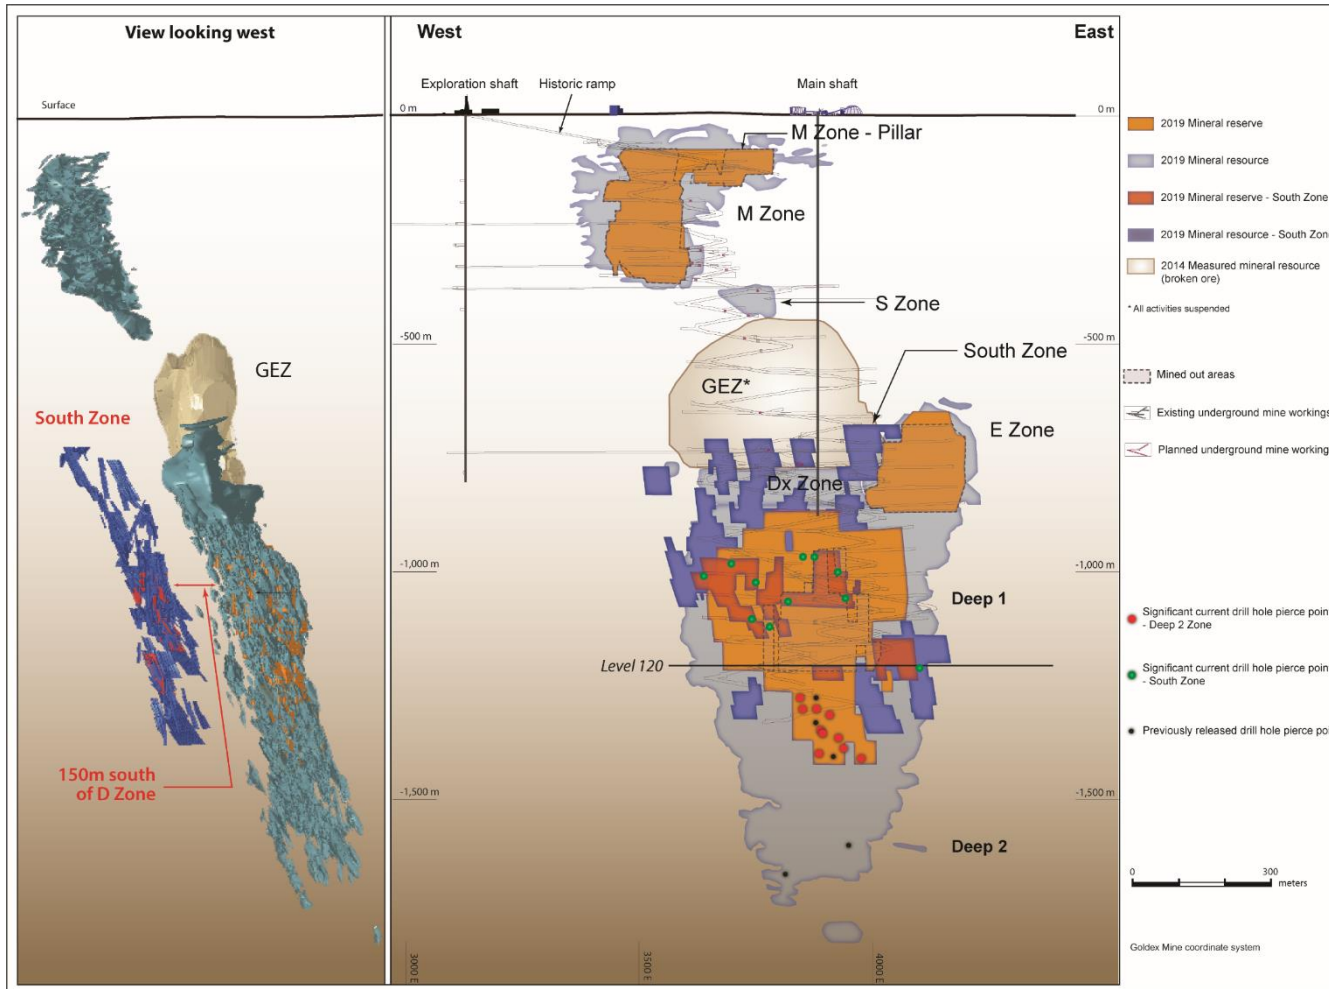 View looking west
Surface
GEZ
South Zone
150m south
of D Zone
West
East
Exploration shaft
Historic ramp
Main shaft
0 m
0 m
M Zone - Pillar
M Zone
S Zone
-500 m
-500 m
South Zone
GEZ*
E Zone
Dx Zone
-1,000 m
-1,000 m
Deep 1
Level 120
-1,500 m
-1,500 m
Deep 2
3000 E
3500 E
4000 E
2019 Mineral reserve
2019 Mineral resource
2019 Mineral reserve - South Zone
2019 Mineral resource - South Zon
2014 Measured mineral resource
(broken ore)
* All activities suspended
Mined out areas
Existing underground mine workings
Planned underground mine working
Significant current drill hole pierce poin
- Deep 2 Zone
Significant current drill hole pierce poin
- South Zone
Previously released drill hole pierce poi
0
300
meters
Goldex Mine coordinate system